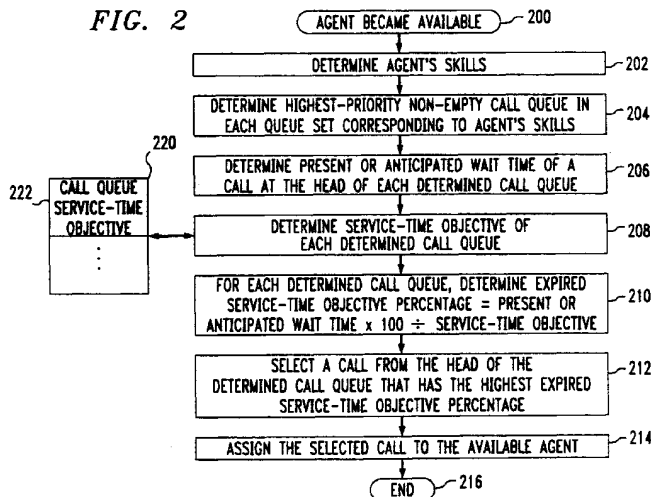 FIG. 2
AGENT BECAME AVAILABLE
200
DETERMINE AGENT'S SKILLS
202
DETERMINE HIGHEST-PRIORITY NON-EMPTY CALL QUEUE IN
EACH QUEUE SET CORRESPONDING TO AGENT'S SKILLS
204
DETERMINE PRESENT OR ANTICIPATED WAIT TIME OF A
CALL AT THE HEAD OF EACH DETERMINED CALL QUEUE
206
220
222
CALL QUEUE
SERVICE-TIME
OBJECTIVE
DETERMINE SERVICE-TIME OBJECTIVE OF
EACH DETERMINED CALL QUEUE
208
FOR EACH DETERMINED CALL QUEUE, DETERMINE EXPIRED
SERVICE-TIME OBJECTIVE PERCENTAGE = PRESENT OR
ANTICIPATED WAIT TIME x 100 ÷ SERVICE-TIME OBJECTIVE
210
SELECT A CALL FROM THE HEAD OF THE
DETERMINED CALL QUEUE THAT HAS THE HIGHEST EXPIRED
SERVICE-TIME OBJECTIVE PERCENTAGE
212
ASSIGN THE SELECTED CALL TO THE AVAILABLE AGENT
214
END
216